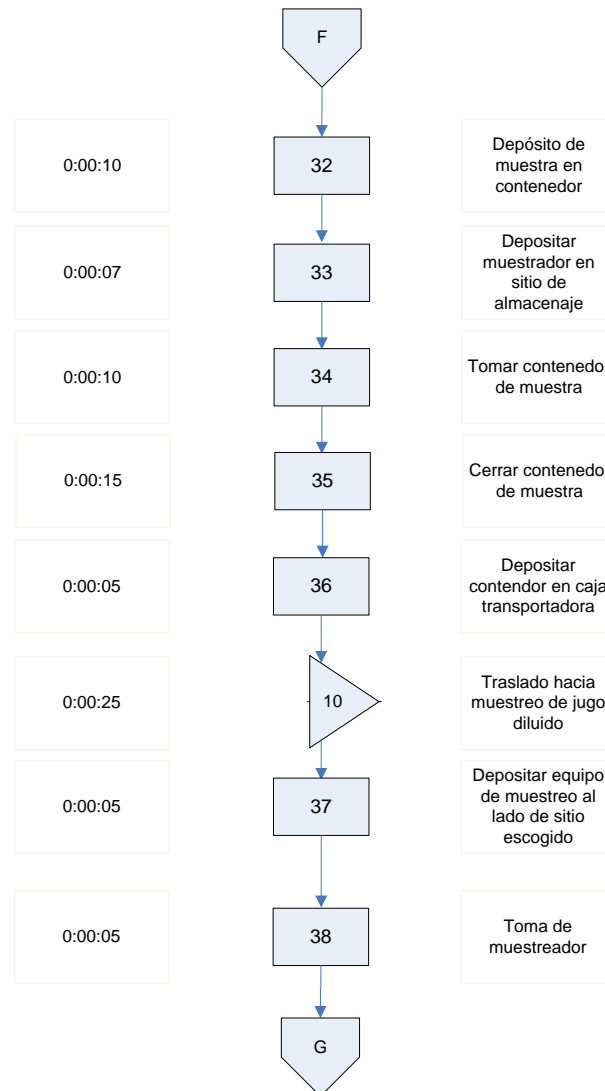 F
0:00:10
32
Depósito de
muestra en
contenedor
0:00:07
33
Depositar
muestrador en
sitio de
almacenaje
0:00:10
34
Tomar contenedo
de muestra
0:00:15
35
Cerrar contenedo
de muestra
0:00:05
36
Depositar
contendor en caja
transportadora
0:00:25
10
Traslado hacia
muestreo de jugo
diluido
0:00:05
37
Depositar equipo
de muestreo al
lado de sitio
escogido
0:00:05
38
Toma de
muestreador
G